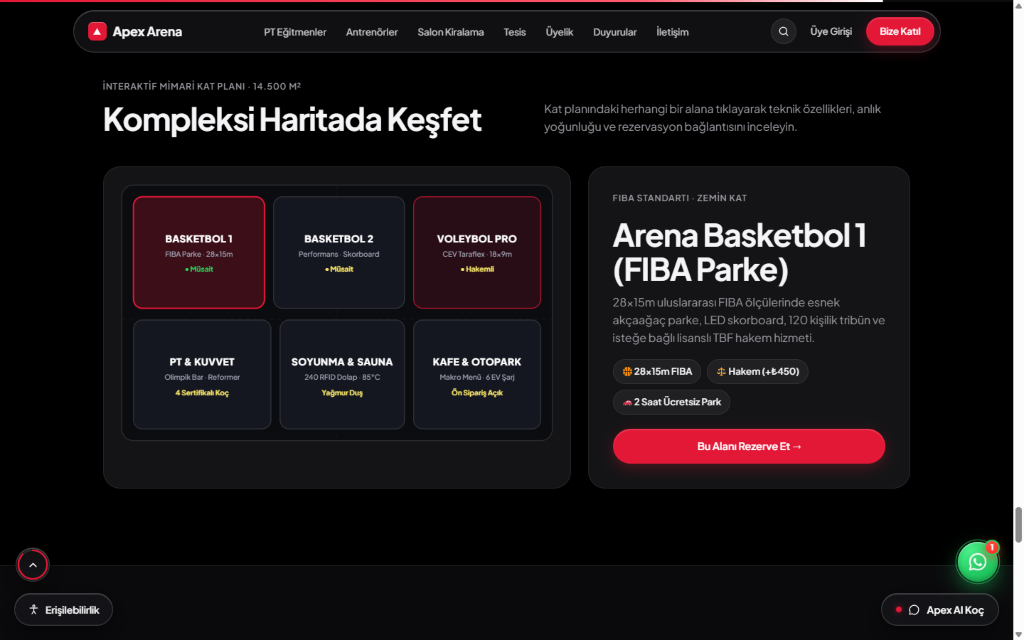 Apex Arena
PT Eğitmenler
Antrenörler
Salon Kiralama
Tesis
Üyelik
Duyurular
İletişim
Üye Girişi
Bize Katıl
İNTERAKTİF MİMARİ KAT PLANI · 14.500 M²
Kompleksi Haritada Keşfet
Kat planındaki herhangi bir alana tıklayarak teknik özellikleri, anlık
yoğunluğu ve rezervasyon bağlantısını inceleyin.
BASKETBOL 1
FIBA Parke · 28×15m
● Müsait
BASKETBOL 2
Performans · Skorboard
● Müsait
VOLEYBOL PRO
CEV Taraflex · 18×9m
● Hakemli
PT & KUVVET
Olimpik Bar · Reformer
4 Sertifikalı Koç
SOYUNMA & SAUNA
240 RFID Dolap · 85°C
Yağmur Duş
KAFE & OTOPARK
Makro Menü · 6 EV Şarj
Ön Sipariş Açık
FIBA STANDARTI · ZEMİN KAT
Arena Basketbol 1
(FIBA Parke)
28×15m uluslararası FIBA ölçülerinde esnek
akçaağaç parke, LED skorboard, 120 kişilik tribün ve
isteğe bağlı lisanslı TBF hakem hizmeti.
🏀 28×15m FIBA
⚖️ Hakem (+₺450)
🚗 2 Saat Ücretsiz Park
Bu Alanı Rezerve Et →
1
Erişilebilirlik
Apex AI Koç